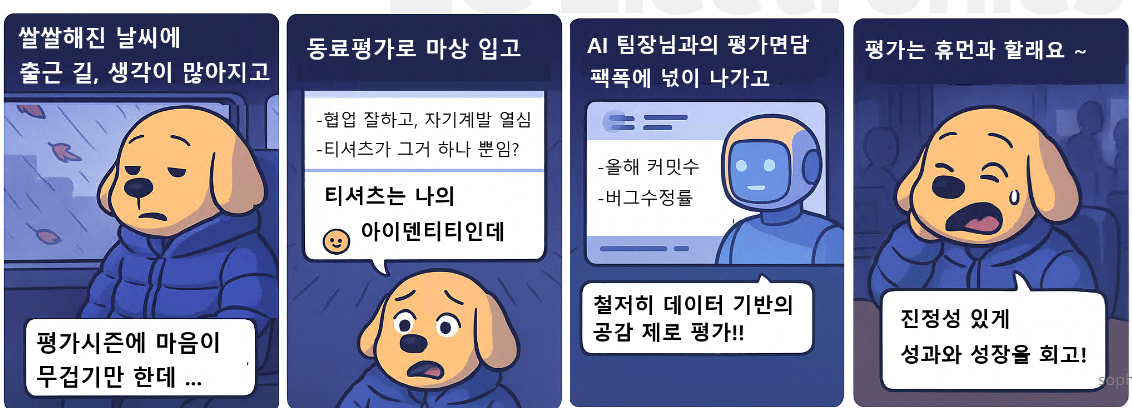 c Electronics
쌀쌀해진 날씨에
출근 길, 생각이 많아지고
평가시즌에 마음이
무겁기만 한데 ...
동료평가로 마상 입고
-협업 잘하고, 자기계발 열심
-티셔츠가 그거 하나 뿐임?
티셔츠는 나의
아이덴티티인데
AI 팀장님과의 평가면담
팩폭에 넋이 나가고
-올해 커밋수
-버그수정률
철저히 데이터 기반의
공감 제로 평가!!
평가는 휴먼과 할래요 ~
진정성 있게
성과와 성장을 회고!
soph